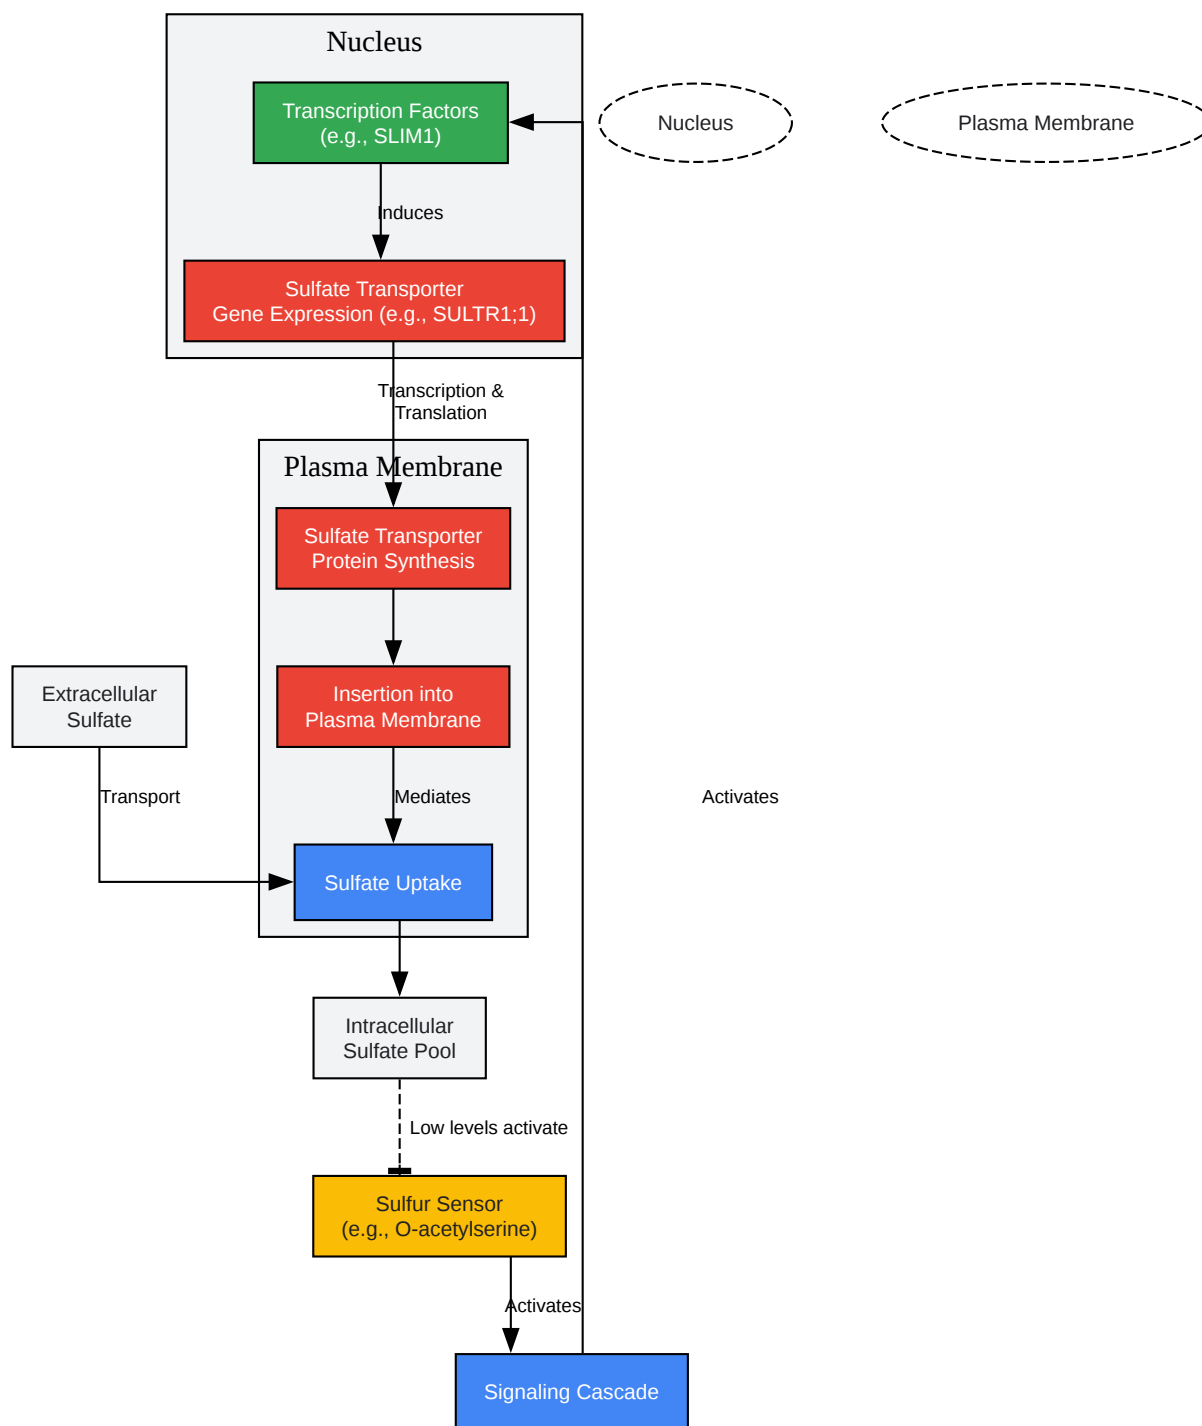 Nucleus
Transcription Factors
(e.g., SLIM1)
Nucleus
Plasma Membrane
Induces
Sulfate Transporter
Gene Expression (e.g., SULTR1;1)
Transcription &
Translation
Plasma Membrane
Sulfate Transporter
Protein Synthesis
Extracellular
Sulfate
Insertion into
Plasma Membrane
Transport
Mediates
Activates
Sulfate Uptake
Intracellular
Sulfate Pool
Low levels activate
Sulfur Sensor
(e.g., O-acetylserine)
Activates
Signaling Cascade